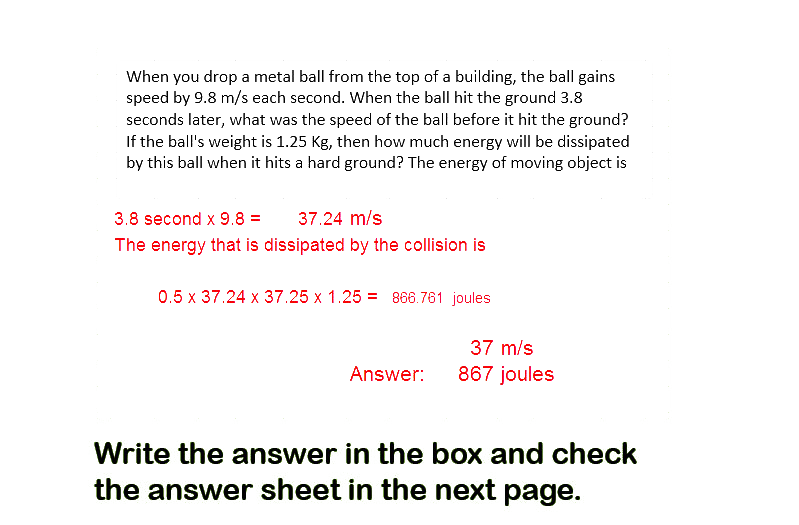 When you drop a metal ball from the top of a building, the ball gains
speed by 9.8 m/s each second. When the ball hit the ground 3.8
seconds later, what was the speed of the ball before it hit the ground?
If the ball's weight is 1.25 Kg, then how much energy will be dissipated
by this ball when it hits a hard ground? The energy of moving object is
3.8 second x 9.8 = 37.24 m/s
The energy that is dissipated by the collision is
0.5 x 37.24 x 37.25 x 1.25 = 866.761 joules
37 m/s
Answer: 867 joules
Write the answer in the box and check
the answer sheet in the next page.